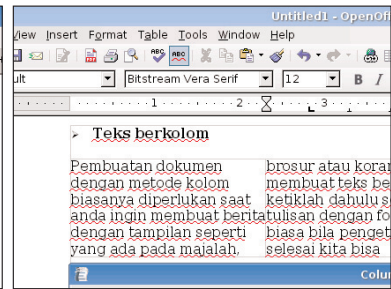 Untitled1 - OpenOff
View Insert Format Table Tools Window Help
ult Bitstream Vera Serif 12 B I
1 2 3
➢ Teks berkolom
Pembuatan dokumen
dengan metode kolom
biasanya diperlukan saat
anda ingin membuat berita
dengan tampilan seperti
yang ada pada majalah,
brosur atau koran
membuat teks be
ketiklah dahulu s
tulisan dengan fo
biasa bila penget
selesai kita bisa
Colum